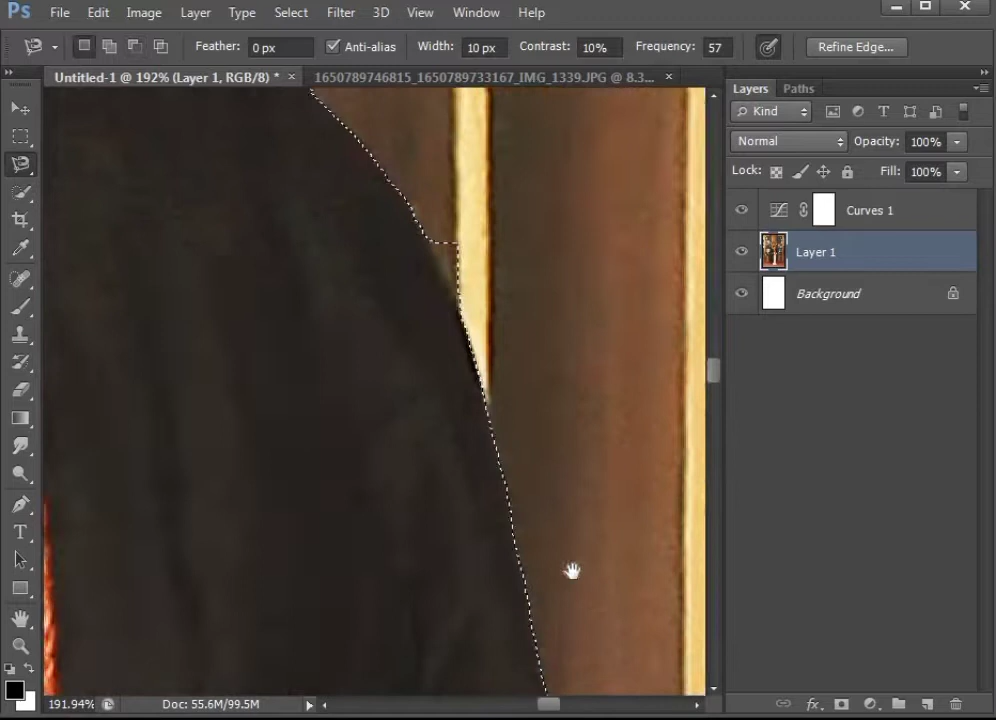 Ps File Edit Image Layer Type Select Filter 3D View Window Help
Feather: 0 px Anti-alias Width: 10 px Contrast: 10% Frequency: 57 Refine Edge...
Untitled-1 @ 192% (Layer 1, RGB/8) * × 1650789746815_1650789733167_IMG_1339.JPG @ 8.3... ×
Layers Paths
Kind
Normal Opacity: 100%
Lock: Fill: 100%
Curves 1
Layer 1
Background
T
191.94% Doc: 55.6M/99.5M
fx